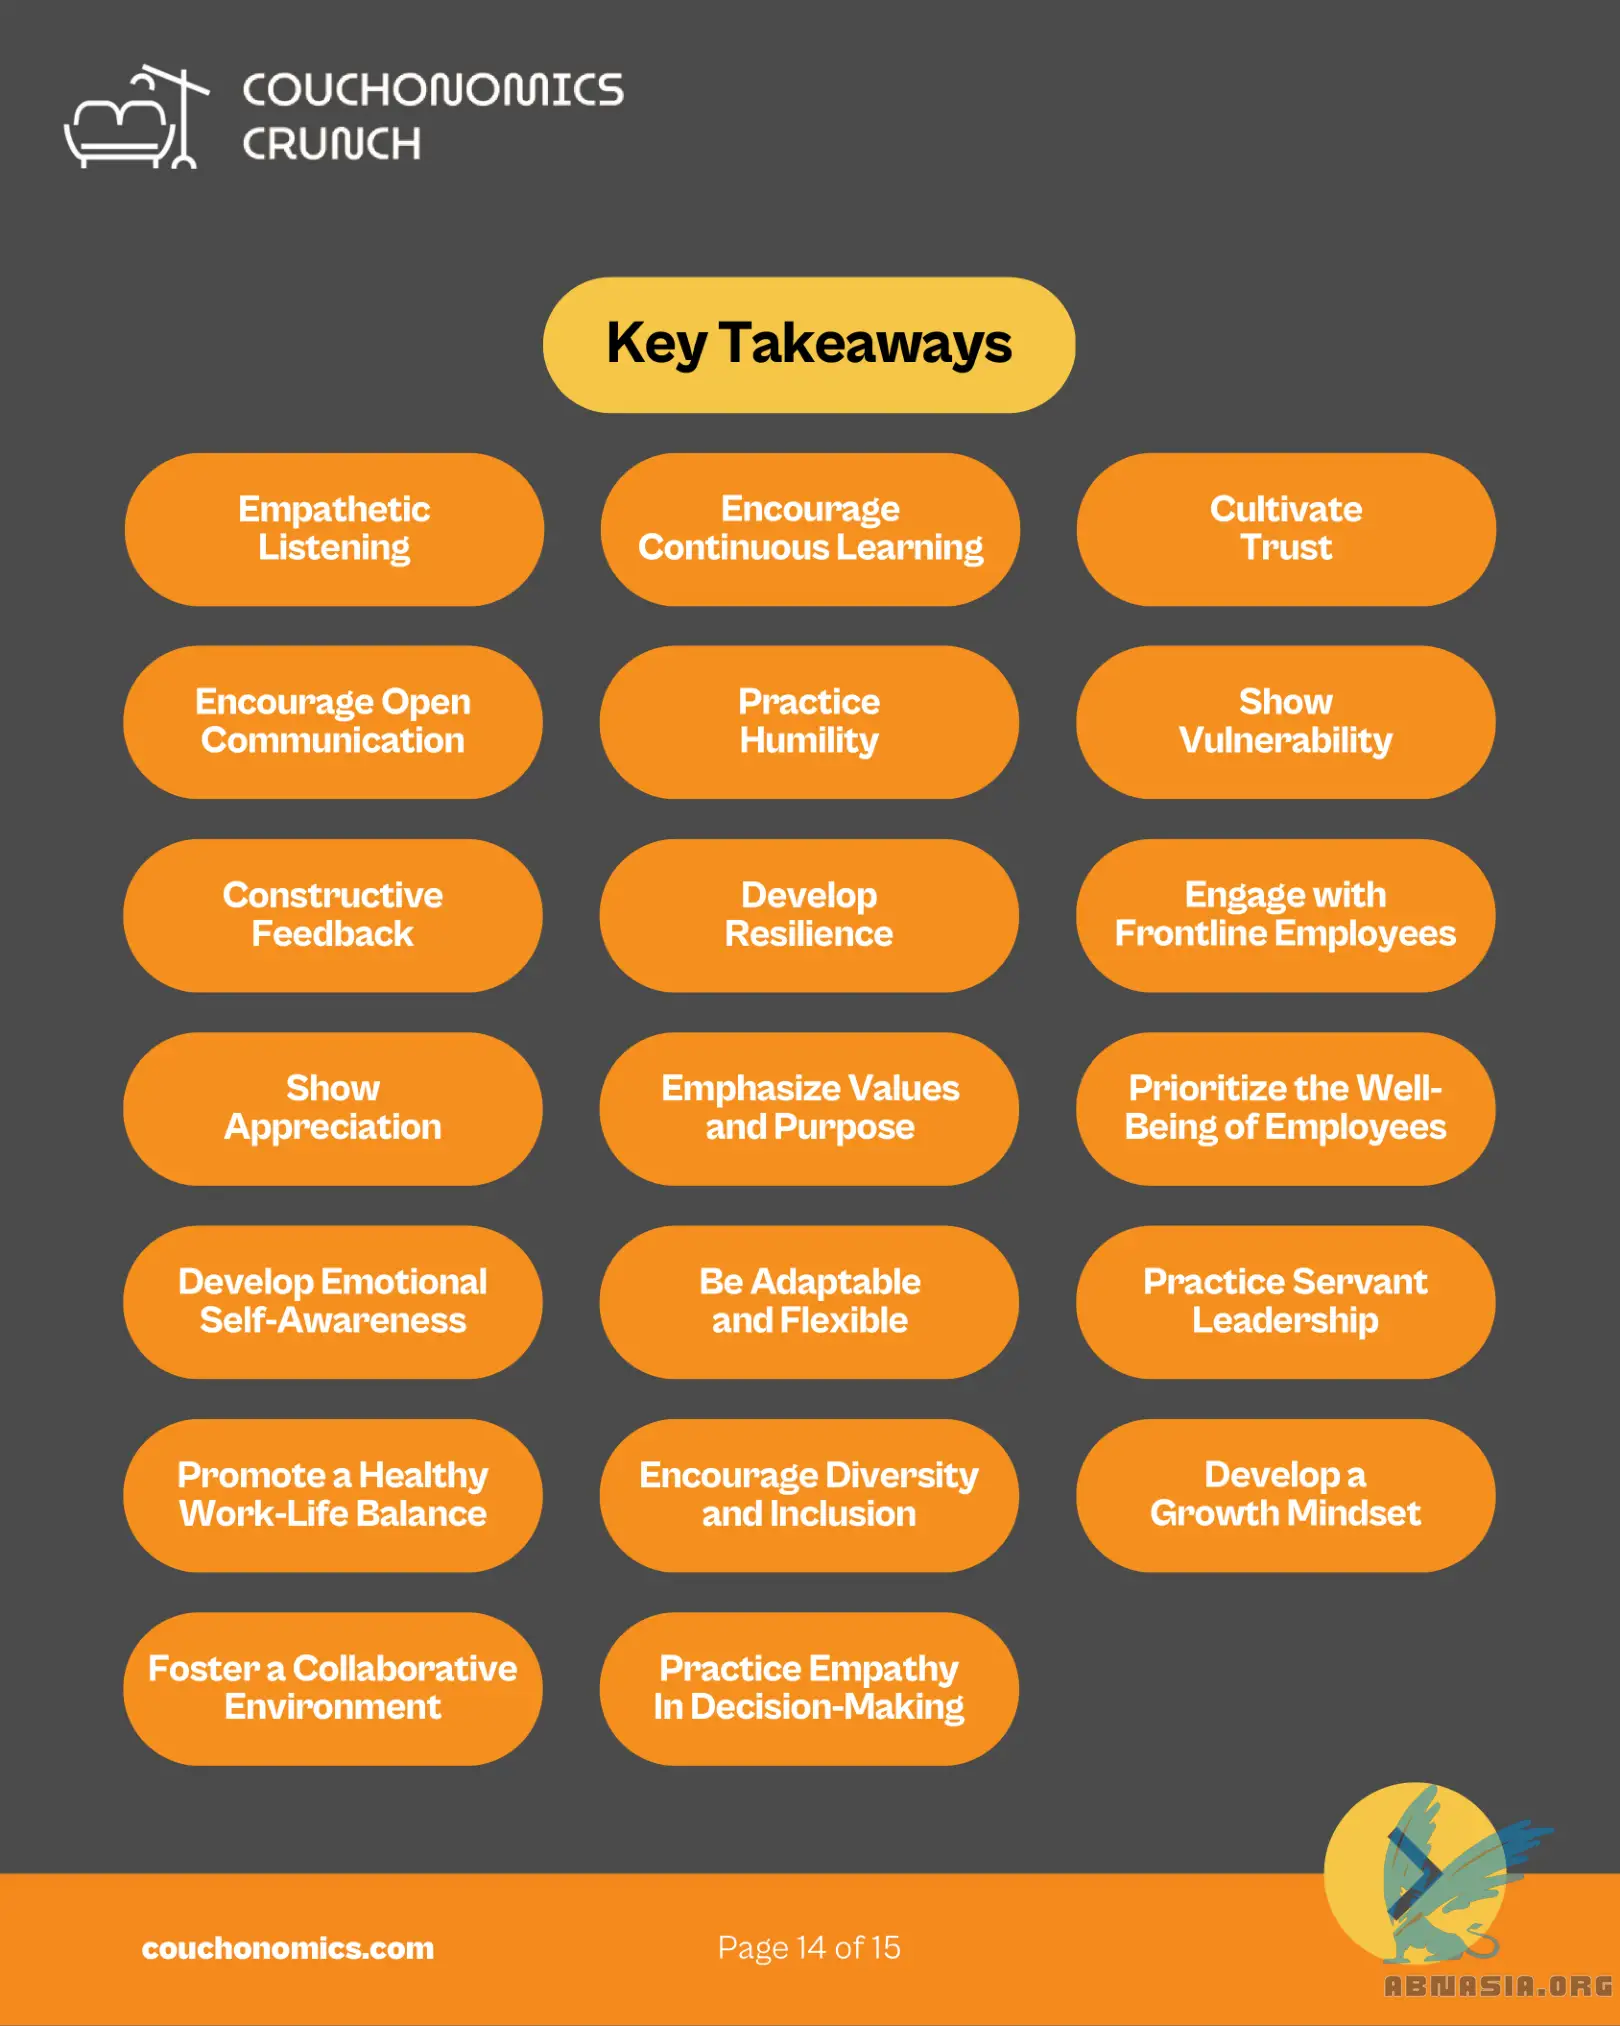 COUCHONOMICS
CRUNCH
Key Takeaways
Empathetic
Listening
Encourage
Continuous Learning
Cultivate
Trust
Encourage Open
Communication
Practice
Humility
Show
Vulnerability
Constructive
Feedback
Develop
Resilience
Engage with
Frontline Employees
Show
Appreciation
Emphasize Values
and Purpose
Prioritize the Well-
Being of Employees
Develop Emotional
Self-Awareness
Be Adaptable
and Flexible
Practice Servant
Leadership
Promote a Healthy
Work-Life Balance
Encourage Diversity
and Inclusion
Develop a
Growth Mindset
Foster a Collaborative
Environment
Practice Empathy
In Decision-Making
couchonomics.com
Page 14 of 15
ABNASIA.ORG